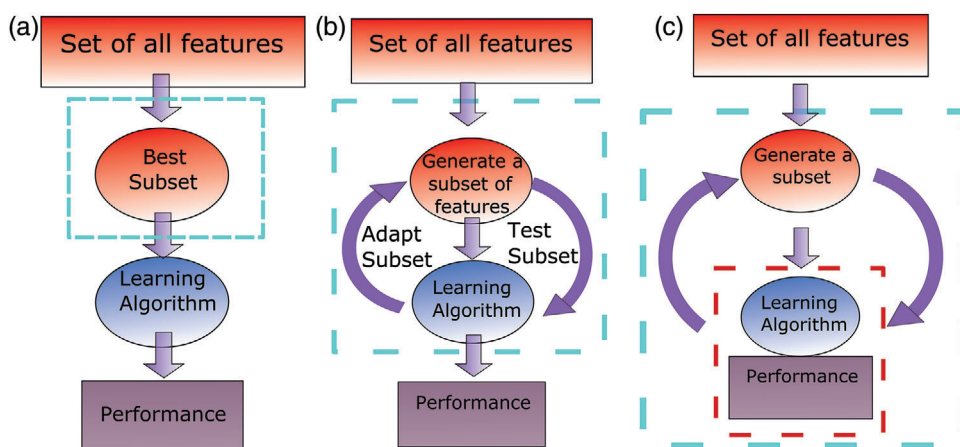 (a)
Set of all features
Best
Subset
Learning
Algorithm
Performance
(b)
Set of all features
Generate a
subset of
features
Adapt
Subset
Test
Subset
Learning
Algorithm
Performance
(c)
Set of all features
Generate a
subset
Learning
Algorithm
Performance